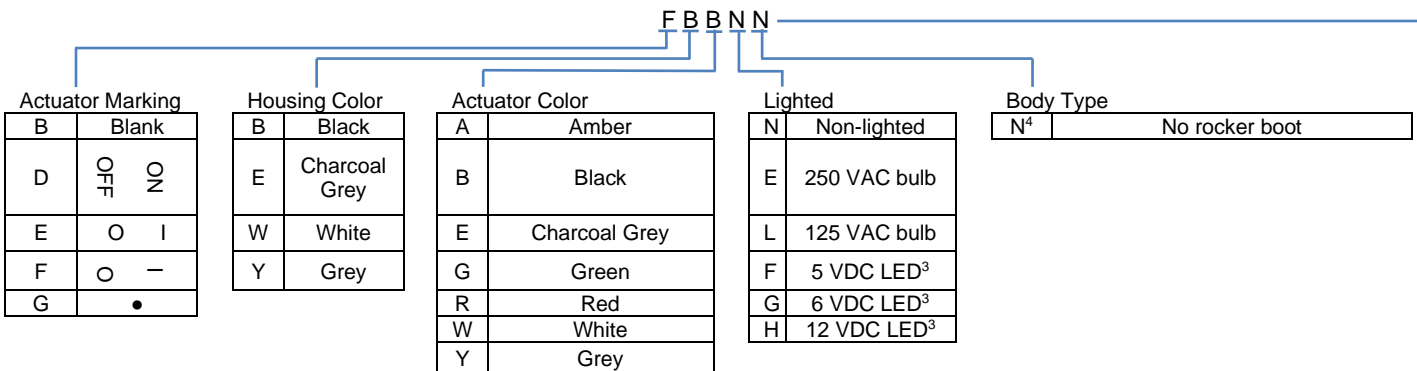 F B B N N
Actuator Marking
B Blank
D OFF ON
E O I
F O –
G ●
Housing Color
B Black
E Charcoal Grey
W White
Y Grey
Actuator Color
A Amber
B Black
E Charcoal Grey
G Green
R Red
W White
Y Grey
Lighted
N Non-lighted
E 250 VAC bulb
L 125 VAC bulb
F 5 VDC LED³
G 6 VDC LED³
H 12 VDC LED³
Body Type
N⁴ No rocker boot